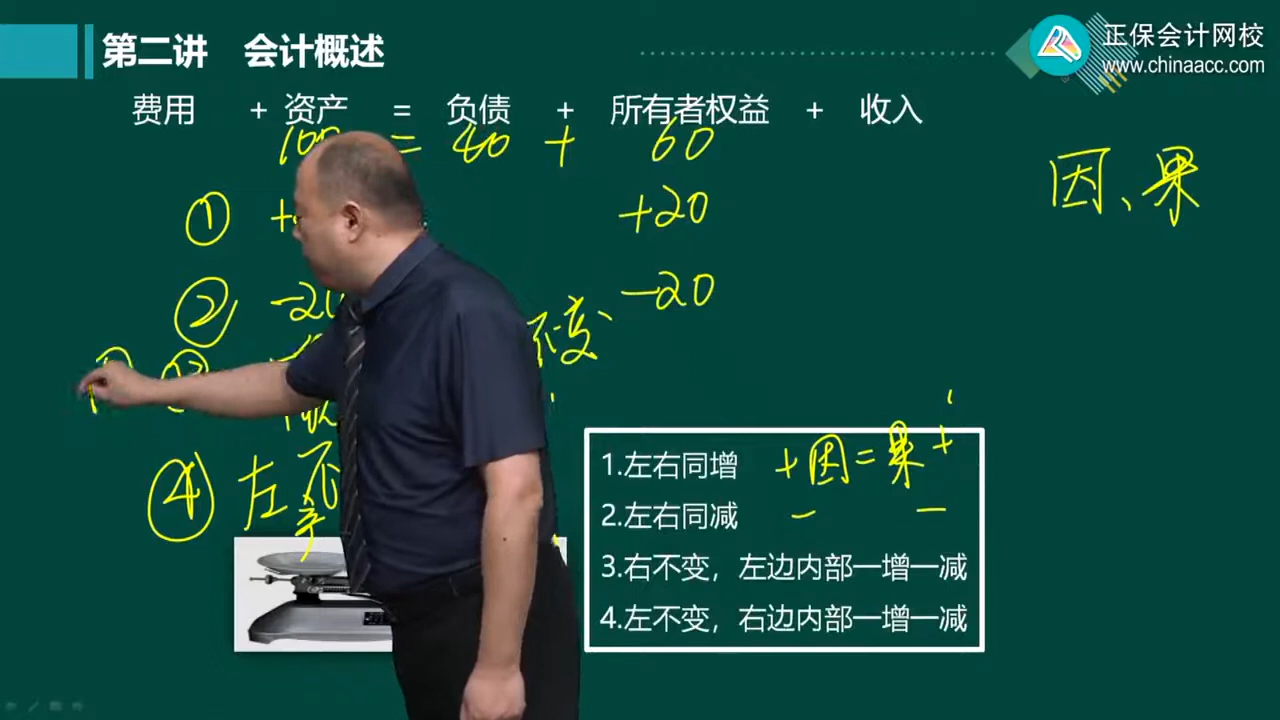 第二讲 会计概述
正保会计网校
www.chinaacc.com
费用 + 资产 = 负债 + 所有者权益 + 收入
= 40 + 60
因、果
① +20
② -20 -20
不变
④ 左不
1.左右同增 +因=果+
2.左右同减 - -
3.右不变，左边内部一增一减
4.左不变，右边内部一增一减